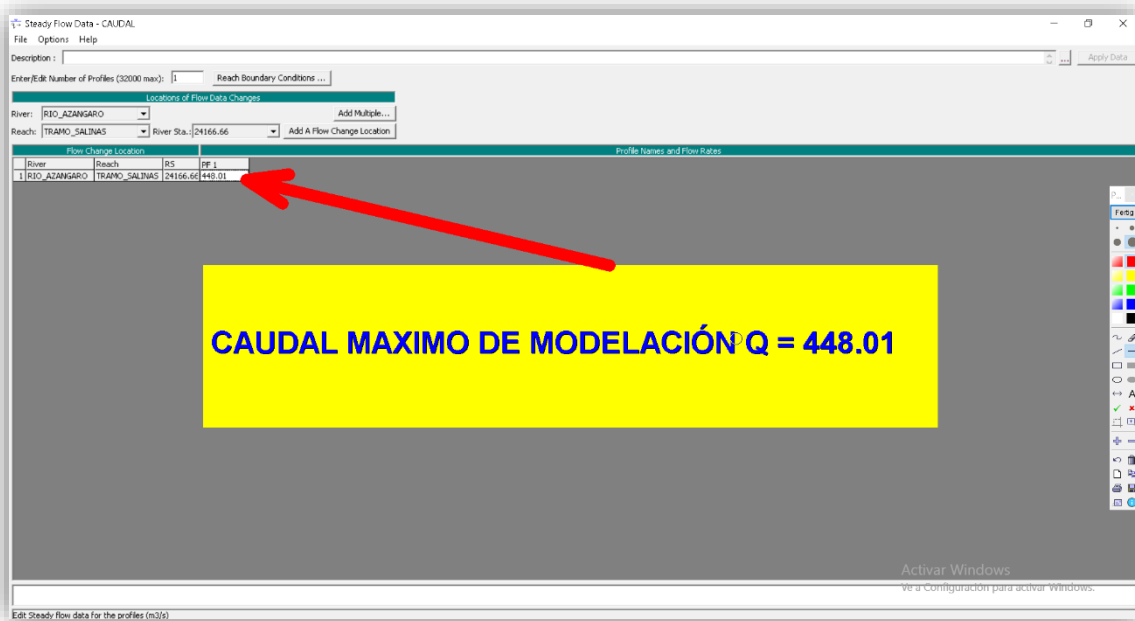 Steady Flow Data - CAUDAL
File Options Help
Description :
... Apply Data
Enter/Edit Number of Profiles (32000 max): 1 Reach Boundary Conditions ...
Locations of Flow Data Changes
River: RIO_AZANGARO Add Multiple...
Reach: TRAMO_SALINAS River Sta.: 24166.66 Add A Flow Change Location
Flow Change Location Profile Names and Flow Rates
River Reach RS PF 1
1 RIO_AZANGARO TRAMO_SALINAS 24166.66 448.01
P...
Fertig
CAUDAL MAXIMO DE MODELACIÓN Q = 448.01
A
Activar Windows
Ve a Configuración para activar Windows.
Edit Steady flow data for the profiles (m3/s)